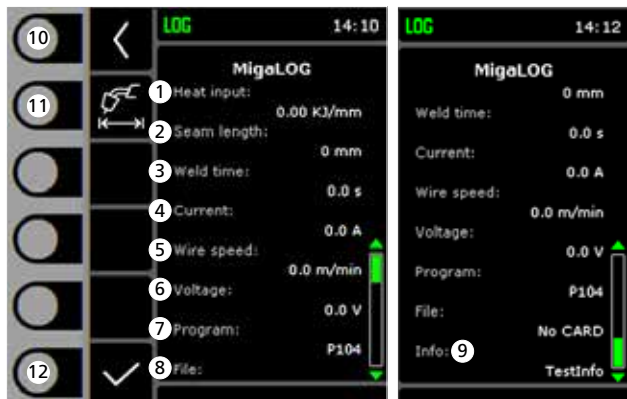 LOG 14:10
MigaLOG
10
11
12
1 Heat input:
0.00 KJ/mm
2 Seam length:
0 mm
3 Weld time:
0.0 s
4 Current:
0.0 A
5 Wire speed:
0.0 m/min
6 Voltage:
0.0 V
7 Program:
P104
8 File:
LOG 14:12
MigaLOG
0 mm
Weld time:
0.0 s
Current:
0.0 A
Wire speed:
0.0 m/min
Voltage:
0.0 V
Program:
P104
File:
No CARD
Info: 9
TestInfo